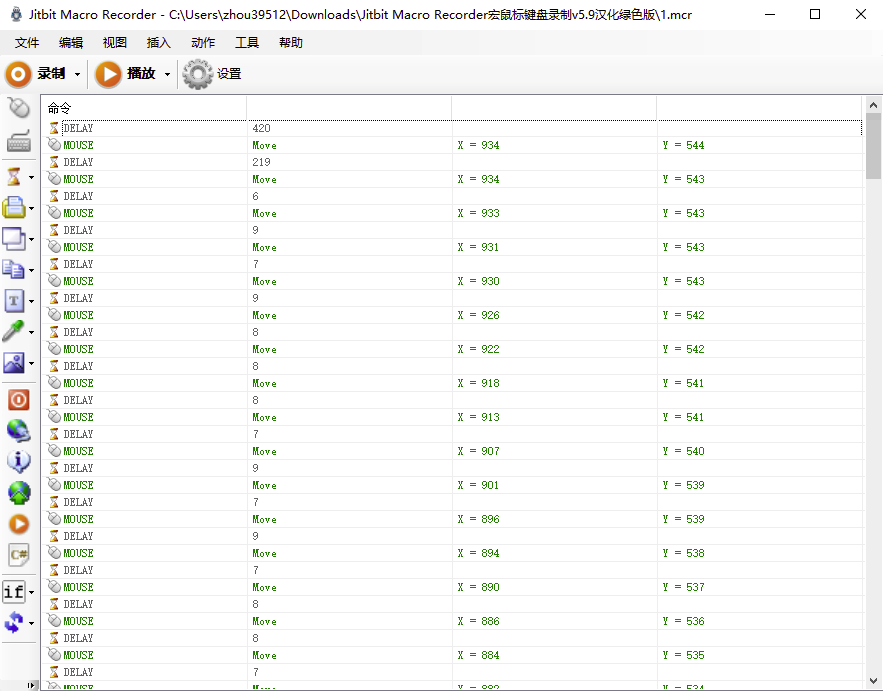 Jitbit Macro Recorder - C:\Users\zhou39512\Downloads\Jitbit Macro Recorder宏鼠标键盘录制v5.9汉化绿色版\1.mcr
文件 编辑 视图 插入 动作 工具 帮助
录制 播放 设置
命令
DELAY 420
MOUSE Move X = 934 Y = 544
DELAY 219
MOUSE Move X = 934 Y = 543
DELAY 6
MOUSE Move X = 933 Y = 543
DELAY 9
MOUSE Move X = 931 Y = 543
DELAY 7
MOUSE Move X = 930 Y = 543
DELAY 9
MOUSE Move X = 926 Y = 542
DELAY 8
MOUSE Move X = 922 Y = 542
DELAY 8
MOUSE Move X = 918 Y = 541
DELAY 8
MOUSE Move X = 913 Y = 541
DELAY 7
MOUSE Move X = 907 Y = 540
DELAY 9
MOUSE Move X = 901 Y = 539
DELAY 7
MOUSE Move X = 896 Y = 539
DELAY 9
MOUSE Move X = 894 Y = 538
DELAY 7
MOUSE Move X = 890 Y = 537
DELAY 8
MOUSE Move X = 886 Y = 536
DELAY 8
MOUSE Move X = 884 Y = 535
DELAY 7
MOUSE Move X = 882 Y = 534
T
C#
if